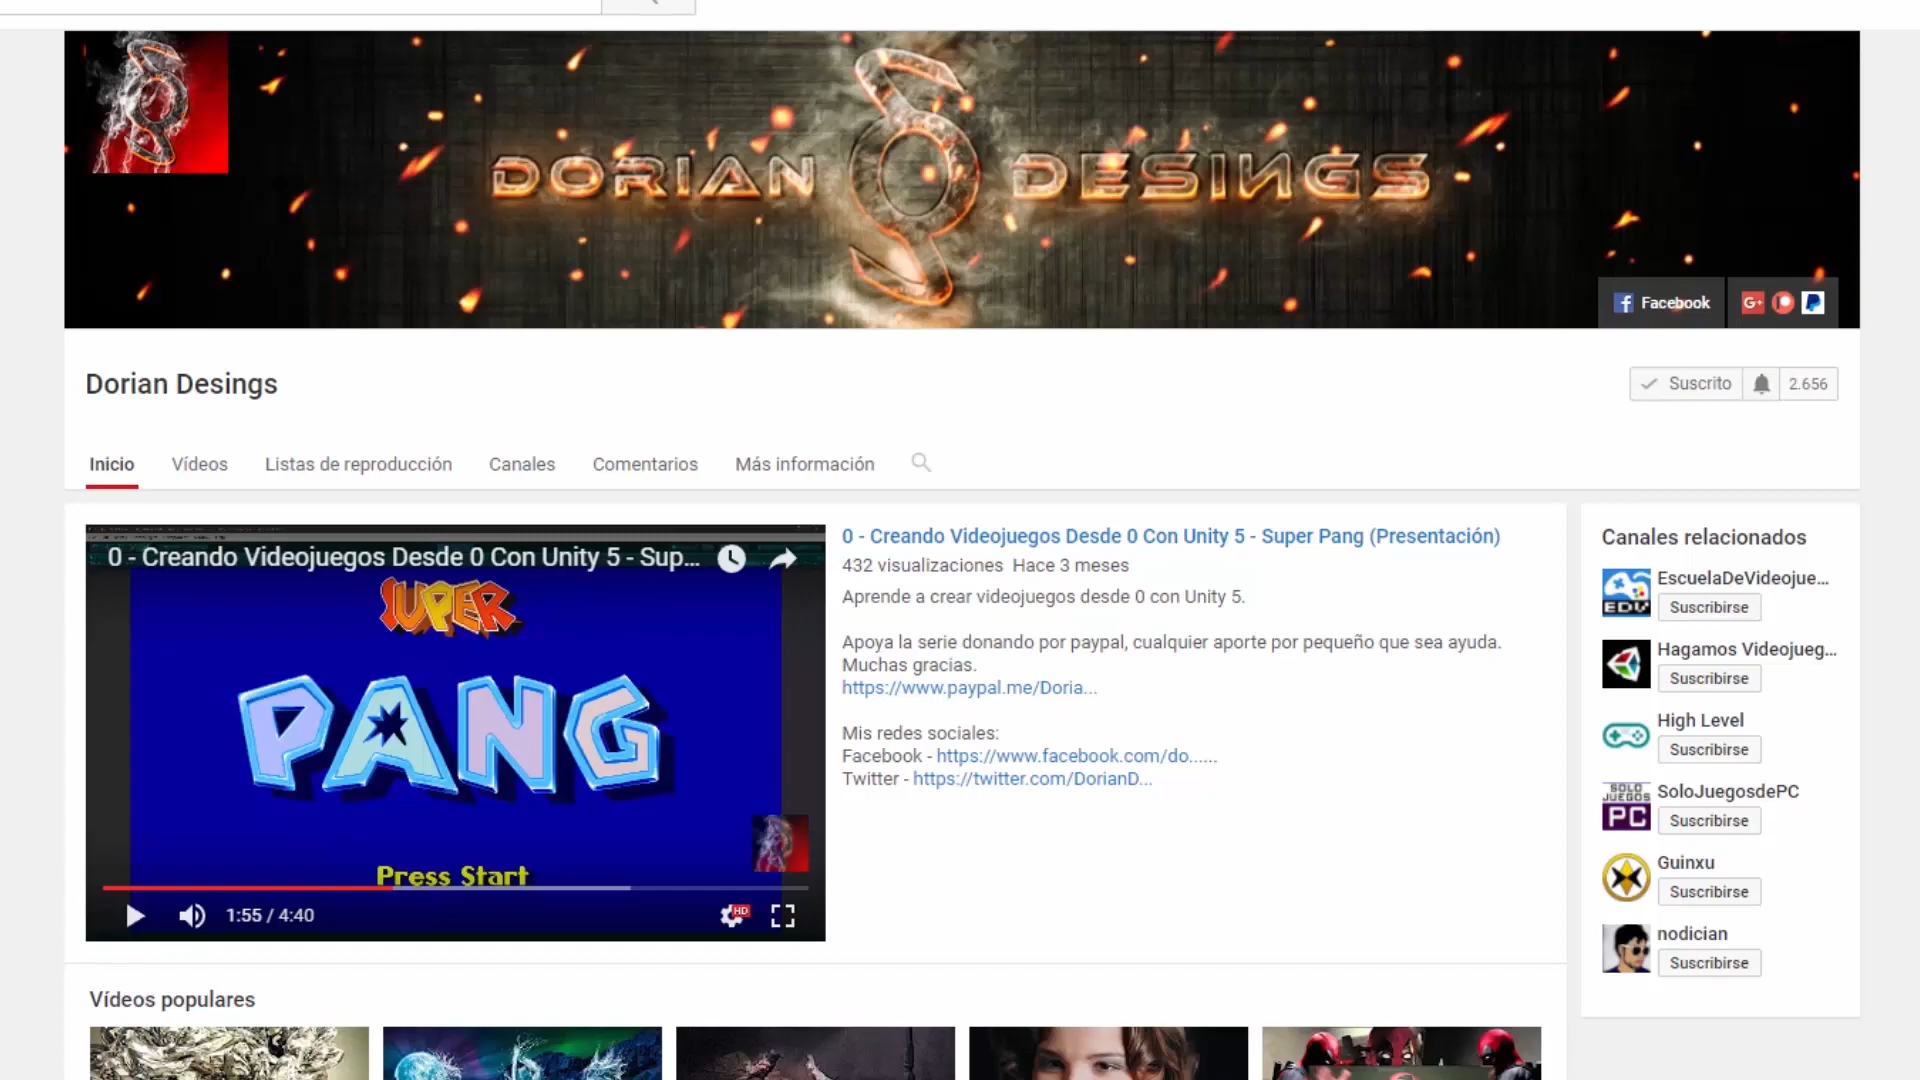 DORIAN DESINGS
Facebook
G+
Dorian Desings
Suscrito 2.656
Inicio Vídeos Listas de reproducción Canales Comentarios Más información
0 - Creando Videojuegos Desde 0 Con Unity 5 - Sup...
SUPER
PANG
Press Start
1:55 / 4:40
HD
0 - Creando Videojuegos Desde 0 Con Unity 5 - Super Pang (Presentación)
432 visualizaciones Hace 3 meses
Aprende a crear videojuegos desde 0 con Unity 5.
Apoya la serie donando por paypal, cualquier aporte por pequeño que sea ayuda.
Muchas gracias.
https://www.paypal.me/Doria...
Mis redes sociales:
Facebook - https://www.facebook.com/do......
Twitter - https://twitter.com/DorianD...
Canales relacionados
EDV
EscuelaDeVideojue...
Suscribirse
Hagamos Videojueg...
Suscribirse
High Level
Suscribirse
SOLO
JUEGOS
PC
SoloJuegosdePC
Suscribirse
Guinxu
Suscribirse
nodician
Suscribirse
Vídeos populares